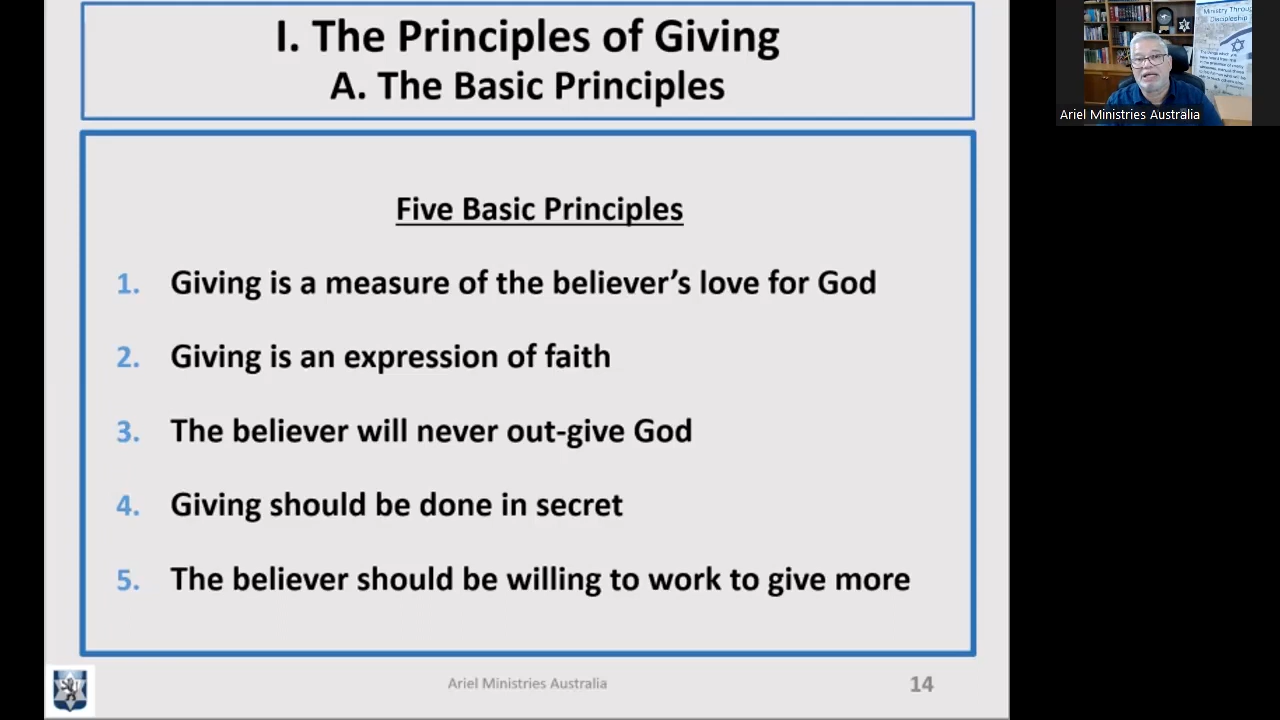 I. The Principles of Giving
A. The Basic Principles
Five Basic Principles
1. Giving is a measure of the believer’s love for God
2. Giving is an expression of faith
3. The believer will never out-give God
4. Giving should be done in secret
5. The believer should be willing to work to give more
Ariel Ministries Australia
14
Ministry Through
Discipleship
Ariel Ministries Australia